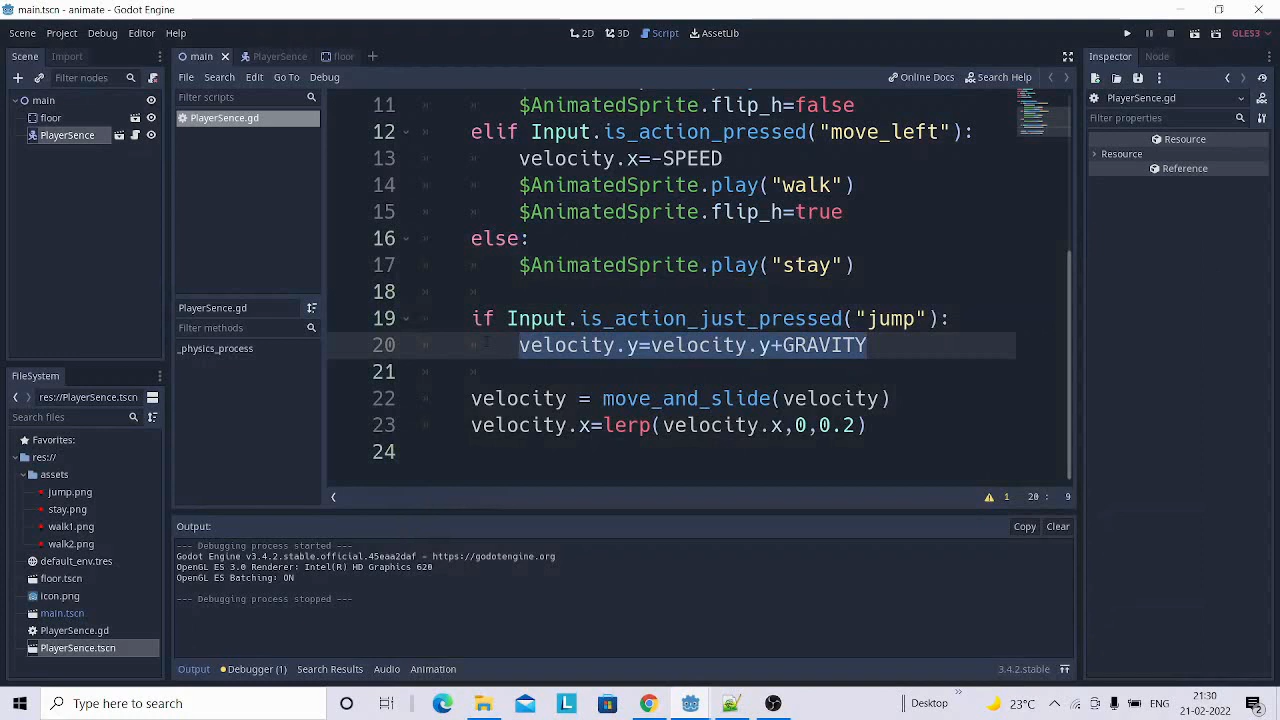 main.tscn - animate - Godot Engine
Scene Project Debug Editor Help
2D 3D Script AssetLib
GLES3
Scene Import
Filter nodes
main
floor
PlayerSence
FileSystem
res://PlayerSence.tscn
Search files
Favorites:
res://
assets
jump.png
stay.png
walk1.png
walk2.png
default_env.tres
floor.tscn
icon.png
main.tscn
PlayerSence.gd
PlayerSence.tscn
main PlayerSence floor
File Search Edit Go To Debug
Online Docs Search Help
Filter scripts
PlayerSence.gd
PlayerSence.gd
Filter methods
_physics_process
11 $AnimatedSprite.flip_h=false
12 elif Input.is_action_pressed("move_left"):
13 velocity.x=-SPEED
14 $AnimatedSprite.play("walk")
15 $AnimatedSprite.flip_h=true
16 else:
17 $AnimatedSprite.play("stay")
18
19 if Input.is_action_just_pressed("jump"):
20 velocity.y=velocity.y+GRAVITY
21
22 velocity = move_and_slide(velocity)
23 velocity.x=lerp(velocity.x,0,0.2)
24
1 20 : 9
Output: Copy Clear
--- Debugging process started ---
Godot Engine v3.4.2.stable.official.45eaa2daf - https://godotengine.org
OpenGL ES 3.0 Renderer: Intel(R) HD Graphics 620
OpenGL ES Batching: ON
--- Debugging process stopped ---
Output Debugger (1) Search Results Audio Animation 3.4.2.stable
Inspector Node
PlayerSence.gd
Filter properties
Resource
Resource
Reference
Type here to search
Desktop
23°C
ENG
21:30
21-02-2022
2